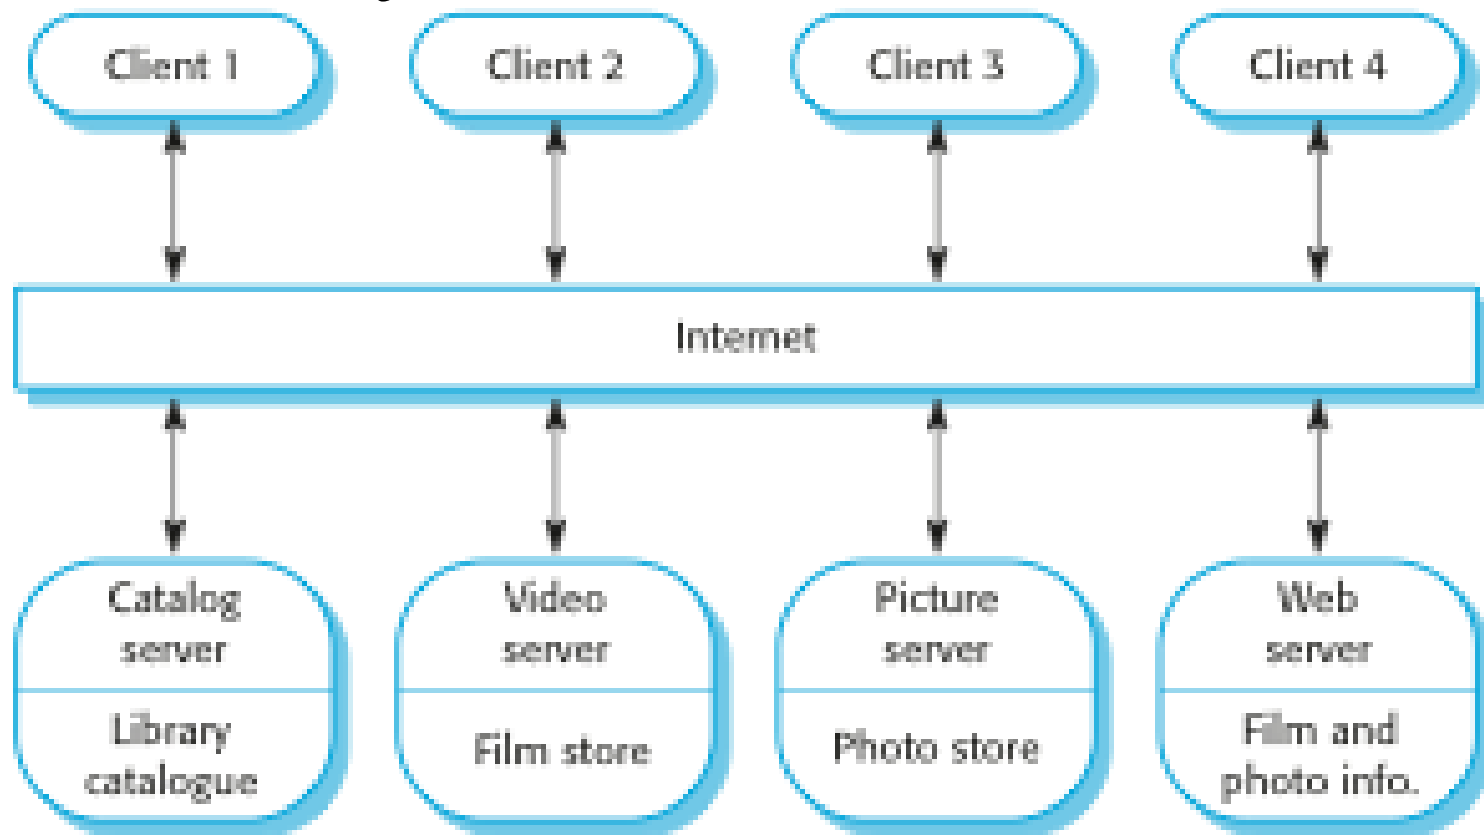 Client 1
Client 2
Client 3
Client 4
Internet
Catalog
server
Library
catalogue
Video
server
Film store
Picture
server
Photo store
Web
server
Film and
photo info.